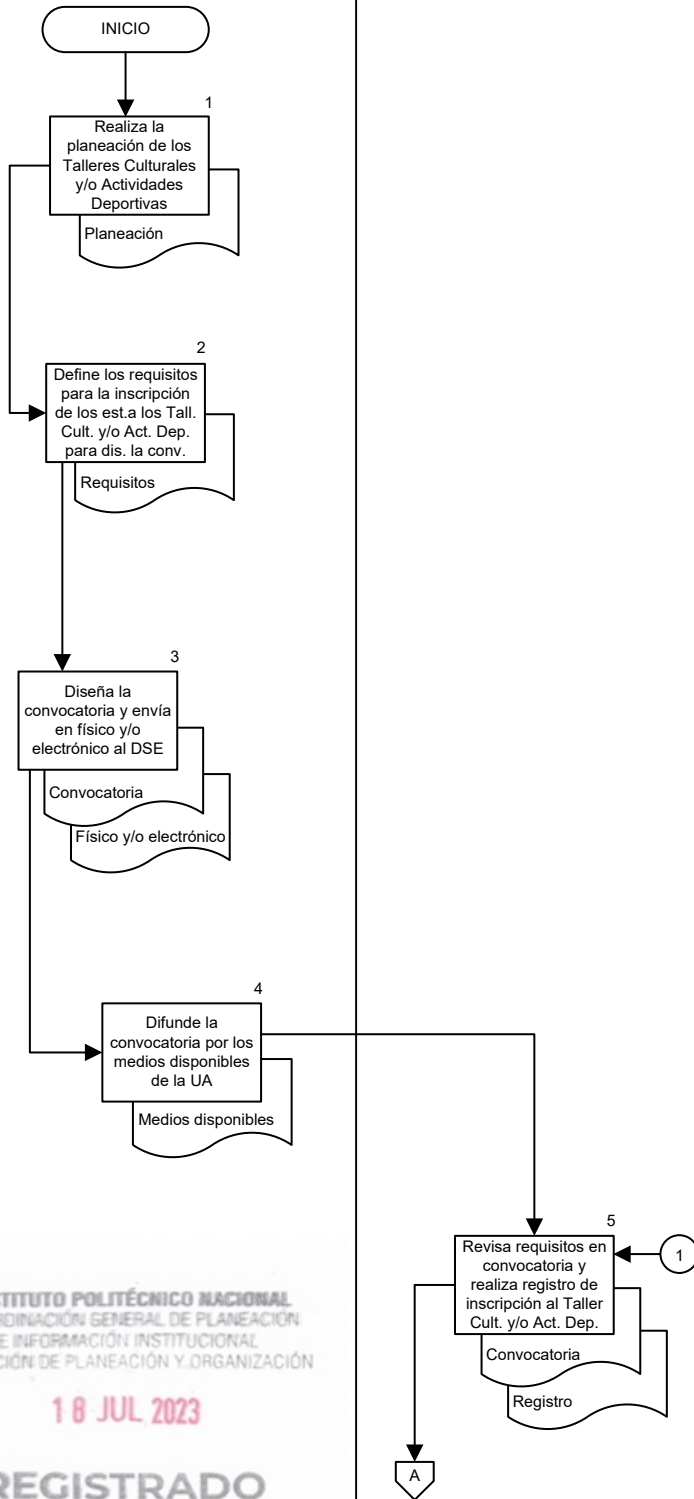 INICIO
1
Realiza la
planeación de los
Talleres Culturales
y/o Actividades
Deportivas
Planeación
2
Define los requisitos
para la inscripción
de los est.a los Tall.
Cult. y/o Act. Dep.
para dis. la conv.
Requisitos
3
Diseña la
convocatoria y envía
en físico y/o
electrónico al DSE
Convocatoria
Físico y/o electrónico
4
Difunde la
convocatoria por los
medios disponibles
de la UA
Medios disponibles
5
Revisa requisitos en
convocatoria y
realiza registro de
inscripción al Taller
Cult. y/o Act. Dep.
1
Convocatoria
Registro
A
POLITÉCNICO NACIONAL
GENERAL DE PLANEACIÓN
INFORMACIÓN INSTITUCIONAL
DE PLANEACIÓN Y ORGANIZACIÓN
18 JUL 2023
REGISTRADO